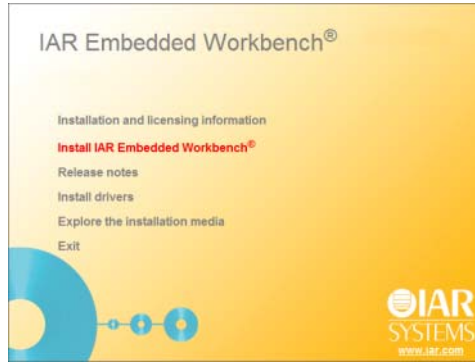 IAR Embedded Workbench®
Installation and licensing information
Install IAR Embedded Workbench®
Release notes
Install drivers
Explore the installation media
Exit
IAR
SYSTEMS
www.iar.com